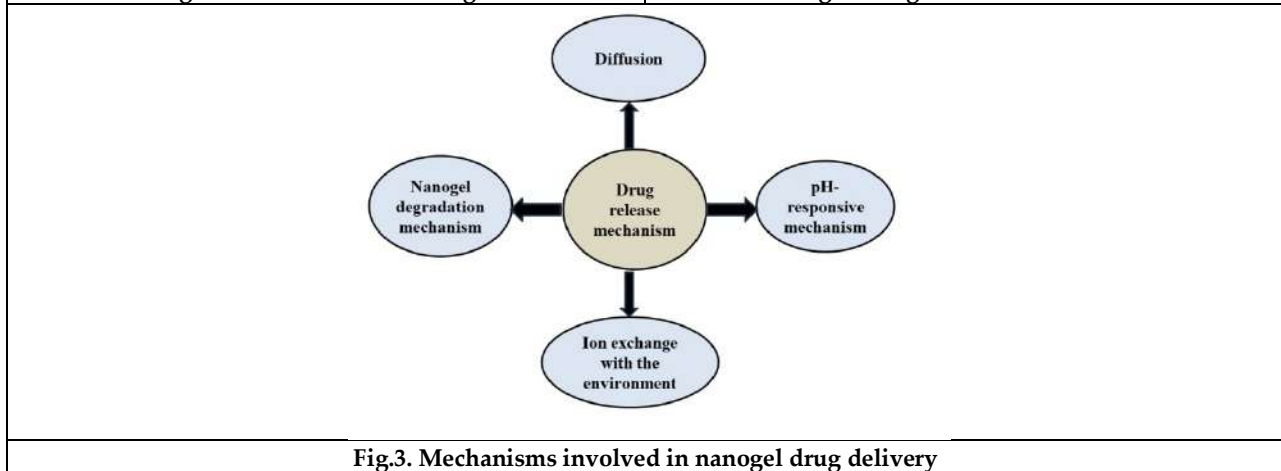 Diffusion
Nanogel
degradation
mechanism
Drug
release
mechanism
pH-
responsive
mechanism
Ion exchange
with the
environment
Fig.3. Mechanisms involved in nanogel drug delivery